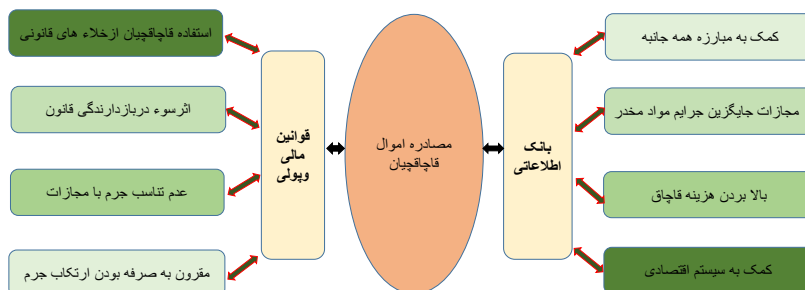 کمک به مبارزه همه جانبه
مجازات جایگزین جرایم مواد مخدر
بالا بردن هزینه قاچاق
کمک به سیستم اقتصادی
بانک
اطلاعاتی
مصادره اموال
قاچاقچیان
قوانین
مالی
وپولی
استفاده قاچاقچیان ازخلاء های قانونی
اثرسوء دربازدارندگی قانون
عدم تناسب جرم با مجازات
مقرون به صرفه بودن ارتکاب جرم